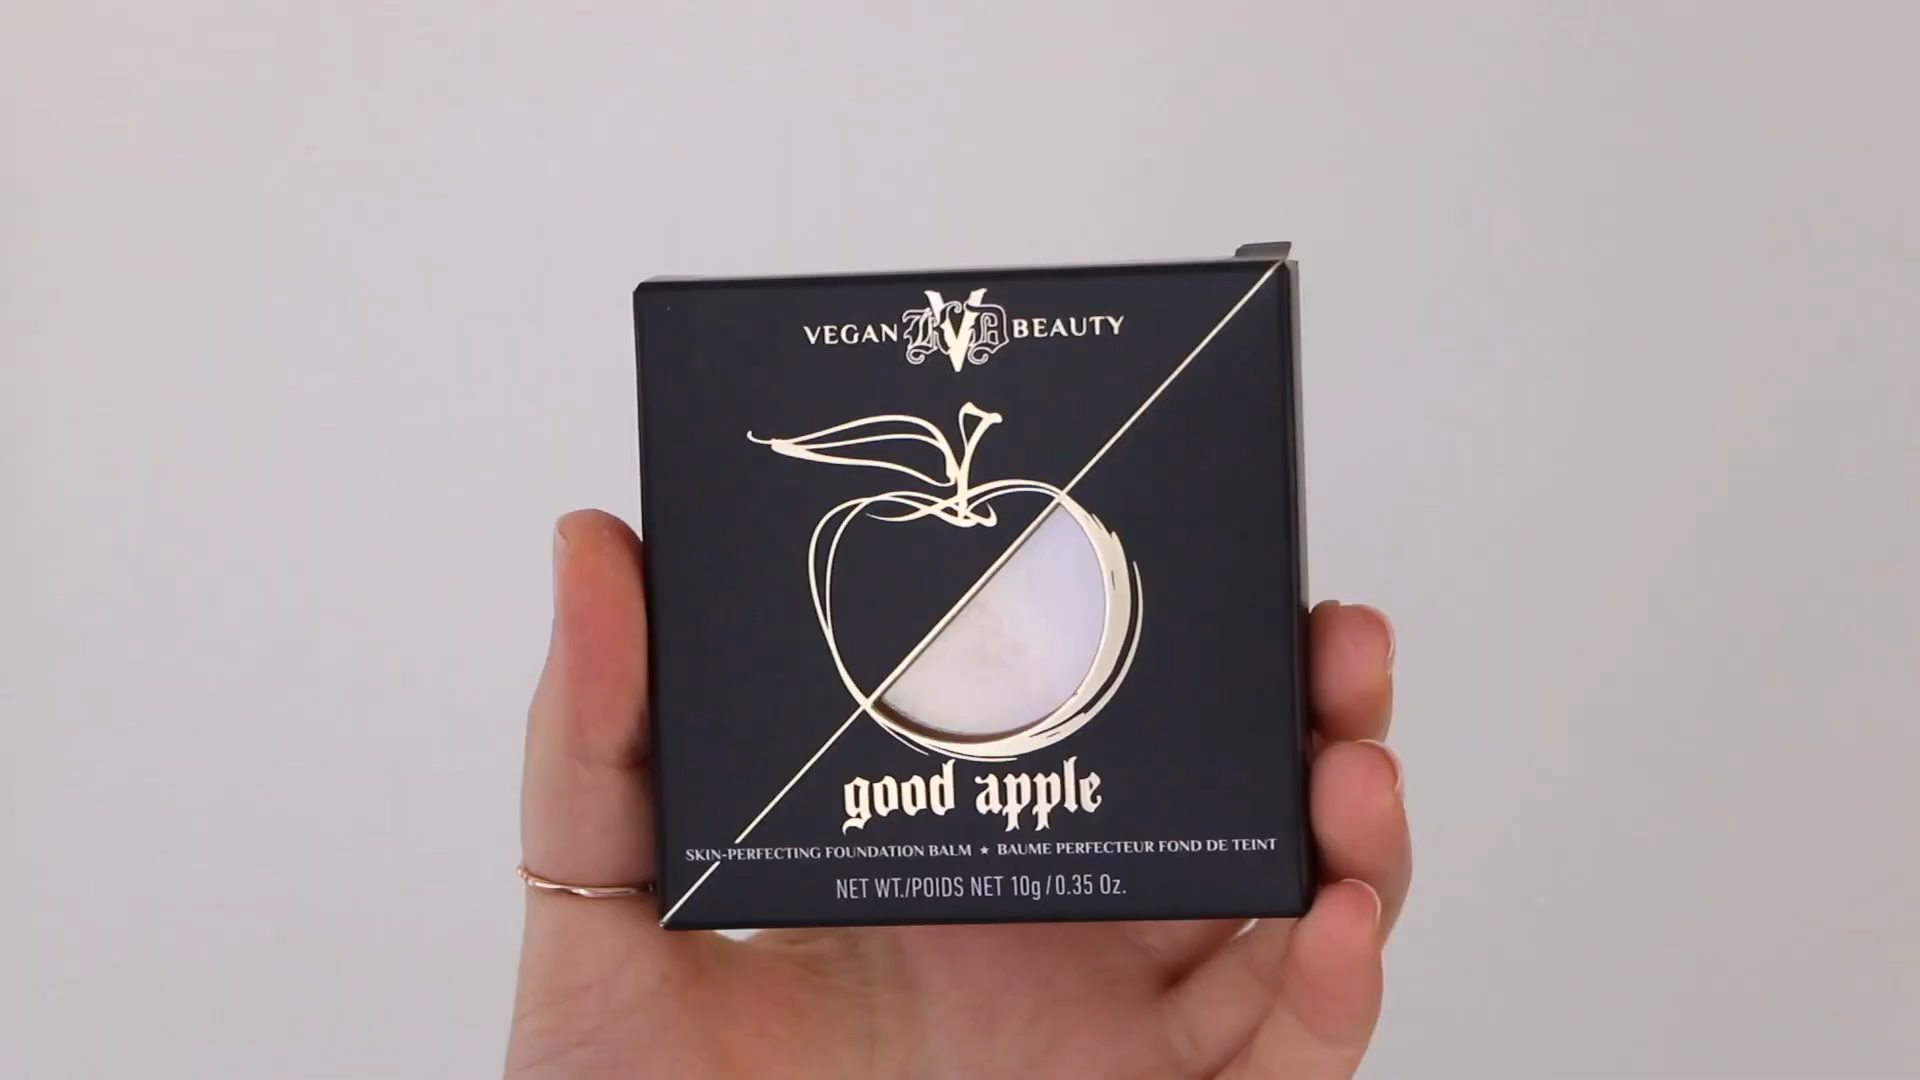 VEGAN KVD BEAUTY
good apple
SKIN-PERFECTING FOUNDATION BALM ★ BAUME PERFECTEUR FOND DE TEINT
NET WT./POIDS NET 10g/0.35 Oz.